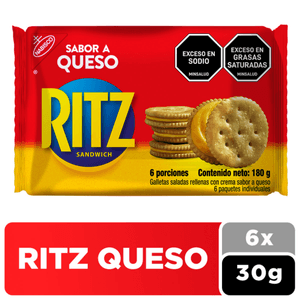 NABISCO
SABOR A
QUESO
RITZ
SANDWICH
EXCESO EN
SODIO
MINSALUD
EXCESO EN
GRASAS
SATURADAS
MINSALUD
6 porciones Contenido neto: 180 g
Galletas saladas rellenas con crema sabor a queso
6 paquetes individuales
RITZ QUESO
6x
30g